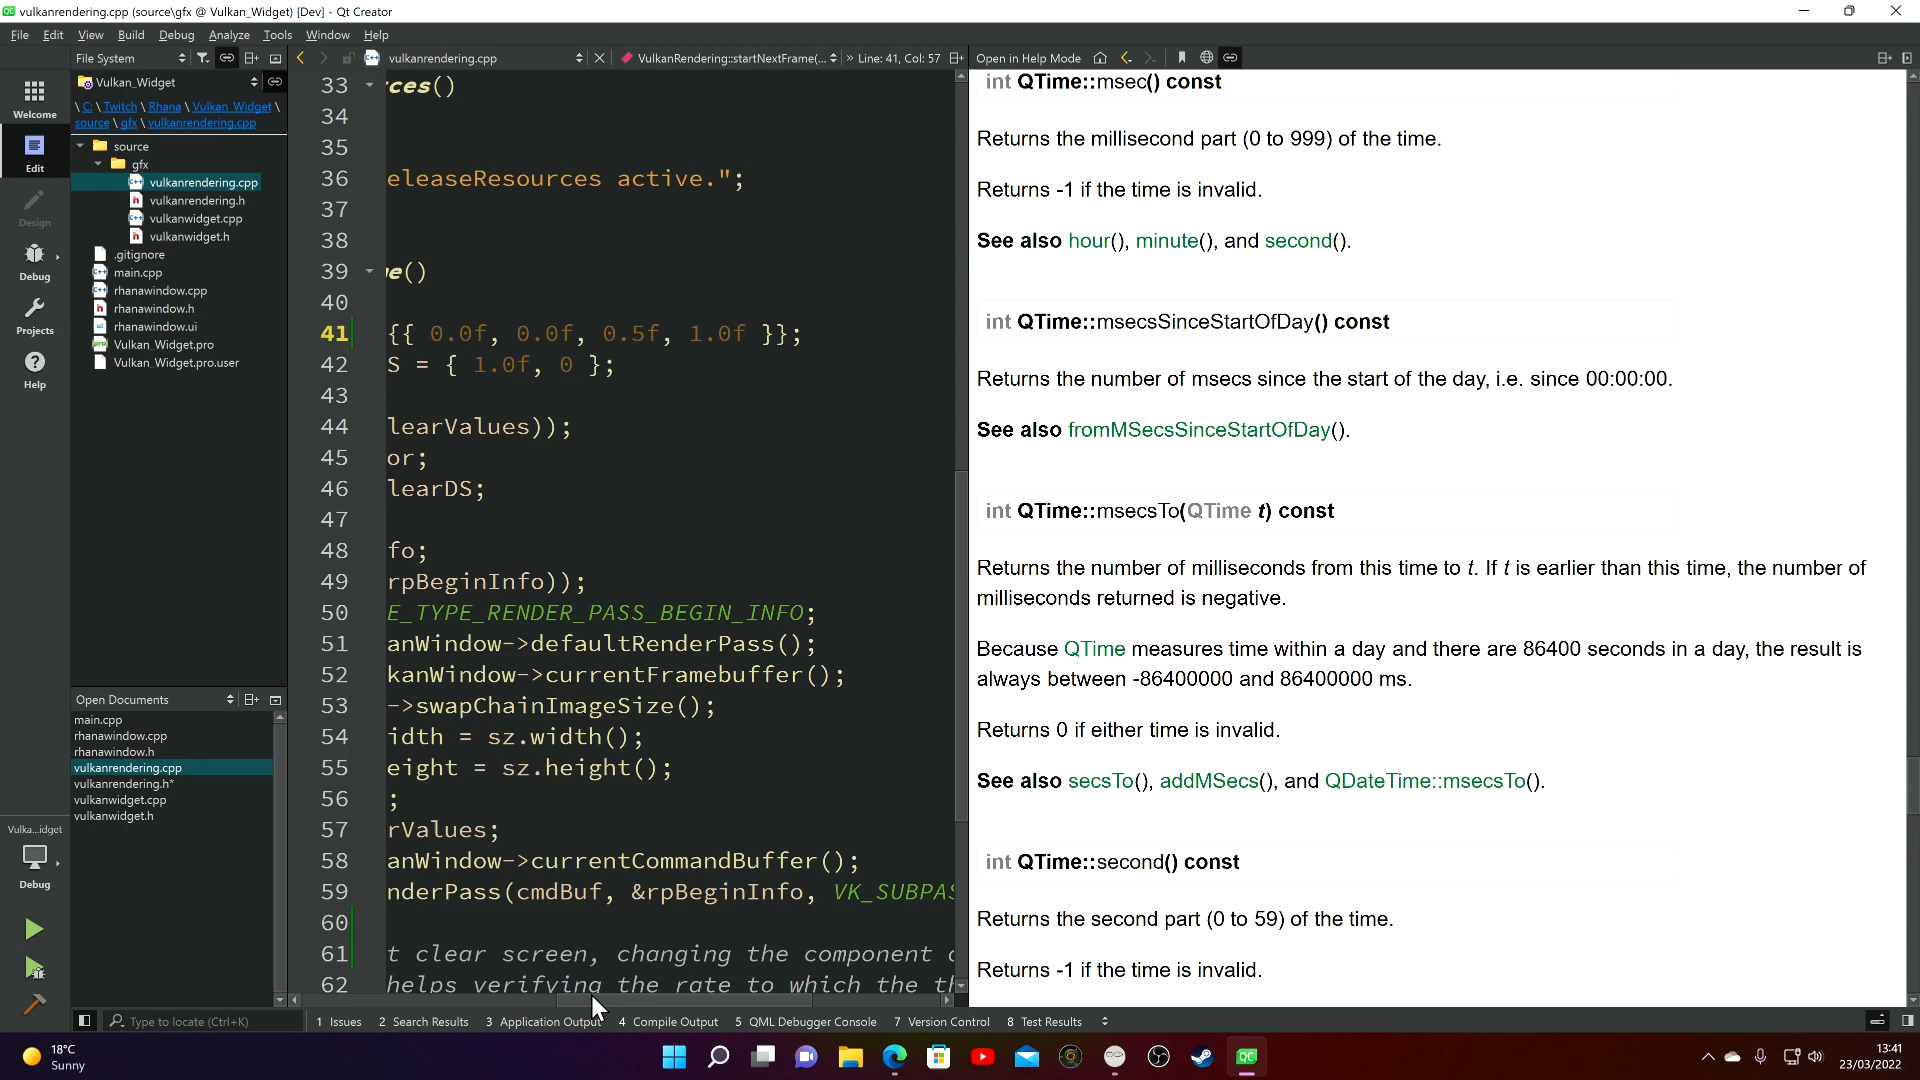 vulkanrendering.cpp (source\gfx @ Vulkan_Widget) [Dev] - Qt Creator
File Edit View Build Debug Analyze Tools Window Help
File System
vulkanrendering.cpp
VulkanRendering::startNextFrame(...
» Line: 41, Col: 57
Open in Help Mode
Welcome
Edit
Design
Debug
Projects
Help
Vulkan_Widget
\ C: \ Twitch \ Rhana \ Vulkan_Widget \
source \ gfx \ vulkanrendering.cpp
source
gfx
vulkanrendering.cpp
vulkanrendering.h
vulkanwidget.cpp
vulkanwidget.h
.gitignore
main.cpp
rhanawindow.cpp
rhanawindow.h
rhanawindow.ui
Vulkan_Widget.pro
Vulkan_Widget.pro.user
Open Documents
main.cpp
rhanawindow.cpp
rhanawindow.h
vulkanrendering.cpp
vulkanrendering.h*
vulkanwidget.cpp
vulkanwidget.h
Vulka...idget
Debug
33 rces()
34
35
36 eleaseResources active.";
37
38
39 me()
40
41 {{ 0.0f, 0.0f, 0.5f, 1.0f }};
42 S = { 1.0f, 0 };
43
44 learValues));
45 or;
46 learDS;
47
48 fo;
49 rpBeginInfo));
50 E_TYPE_RENDER_PASS_BEGIN_INFO;
51 anWindow->defaultRenderPass();
52 kanWindow->currentFramebuffer();
53 ->swapChainImageSize();
54 idth = sz.width();
55 eight = sz.height();
56 ;
57 rValues;
58 anWindow->currentCommandBuffer();
59 nderPass(cmdBuf, &rpBeginInfo, VK_SUBPAS
60
61 t clear screen, changing the component
62 helps verifying the rate to which the th
int QTime::msec() const
Returns the millisecond part (0 to 999) of the time.
Returns -1 if the time is invalid.
See also hour(), minute(), and second().
int QTime::msecsSinceStartOfDay() const
Returns the number of msecs since the start of the day, i.e. since 00:00:00.
See also fromMSecsSinceStartOfDay().
int QTime::msecsTo(QTime t) const
Returns the number of milliseconds from this time to t. If t is earlier than this time, the number of
milliseconds returned is negative.
Because QTime measures time within a day and there are 86400 seconds in a day, the result is
always between -86400000 and 86400000 ms.
Returns 0 if either time is invalid.
See also secsTo(), addMSecs(), and QDateTime::msecsTo().
int QTime::second() const
Returns the second part (0 to 59) of the time.
Returns -1 if the time is invalid.
Type to locate (Ctrl+K)
1 Issues 2 Search Results 3 Application Output 4 Compile Output 5 QML Debugger Console 7 Version Control 8 Test Results
18°C
Sunny
13:41
23/03/2022